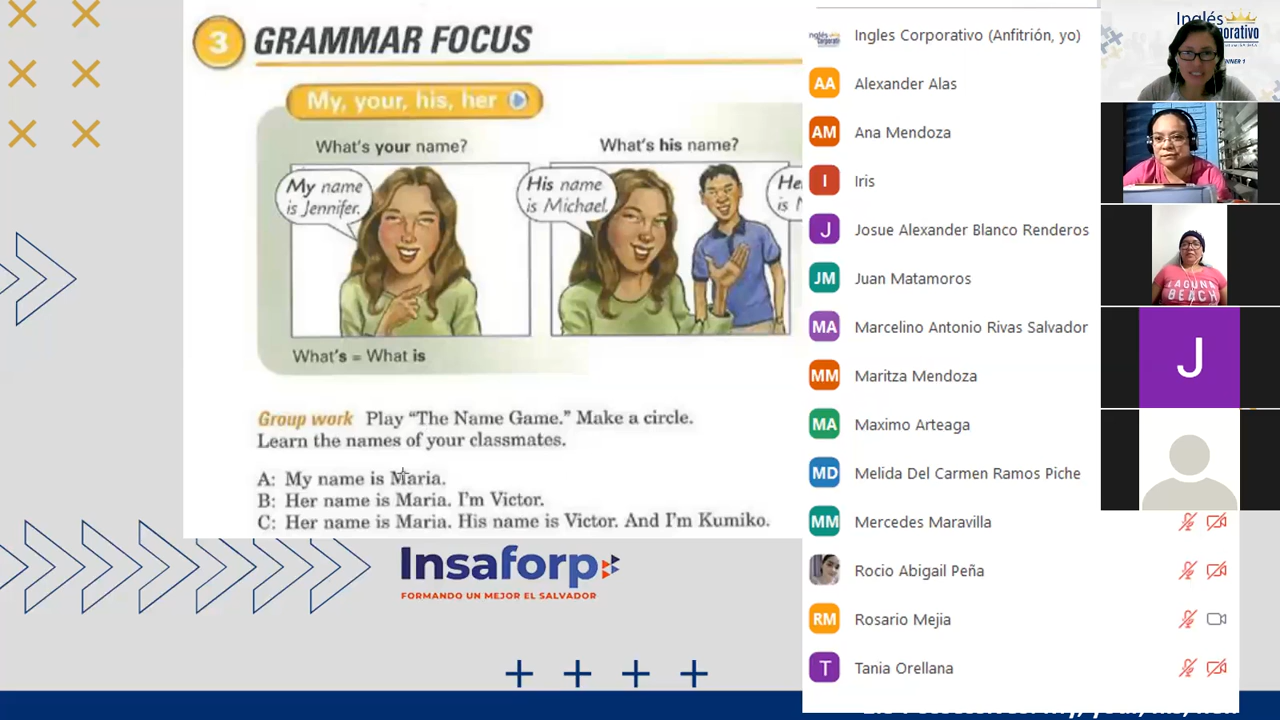 3 GRAMMAR FOCUS
My, your, his, her
What's your name?
What's his name?
My name
is Jennifer.
His name
is Michael.
What's = What is
Group work Play “The Name Game.” Make a circle.
Learn the names of your classmates.
A: My name is Maria.
B: Her name is Maria. I'm Victor.
C: Her name is Maria. His name is Victor. And I'm Kumiko.
Insaforp
FORMANDO UN MEJOR EL SALVADOR
Ingles Corporativo (Anfitrión, yo)
AA Alexander Alas
AM Ana Mendoza
I Iris
J Josue Alexander Blanco Renderos
JM Juan Matamoros
MA Marcelino Antonio Rivas Salvador
MM Maritza Mendoza
MA Maximo Arteaga
MD Melida Del Carmen Ramos Piche
MM Mercedes Maravilla
Rocio Abigail Peña
RM Rosario Mejia
T Tania Orellana
Inglés
LAGUNA
BEACH
J